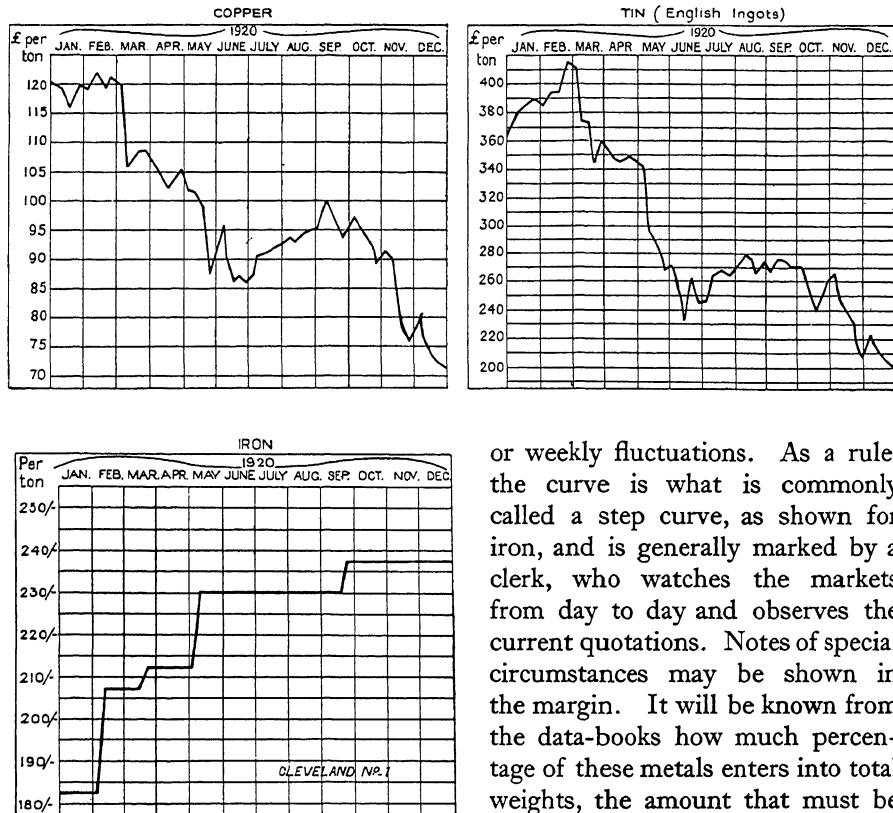 COPPER
1920
£ per ton
JAN. FEB. MAR. APR. MAY JUNE JULY AUG. SEP. OCT. NOV. DEC.
120
115
110
105
100
95
90
85
80
75
70
TIN ( English Ingots)
1920
£ per ton
JAN. FEB. MAR. APR MAY JUNE JULY AUG. SEP. OCT. NOV. DEC.
400
380
360
340
320
300
280
260
240
220
200
IRON
1920
Per ton
JAN. FEB. MAR. APR. MAY JUNE JULY AUG. SEP. OCT. NOV. DEC.
250/-
240/-
230/-
220/-
210/-
200/-
190/-
180/-
CLEVELAND Nº. 1
or weekly fluctuations. As a rule
the curve is what is commonly
called a step curve, as shown for
iron, and is generally marked by a
clerk, who watches the markets
from day to day and observes the
current quotations. Notes of special
circumstances may be shown in
the margin. It will be known from
the data-books how much percen-
tage of these metals enters into total
weights, the amount that must be